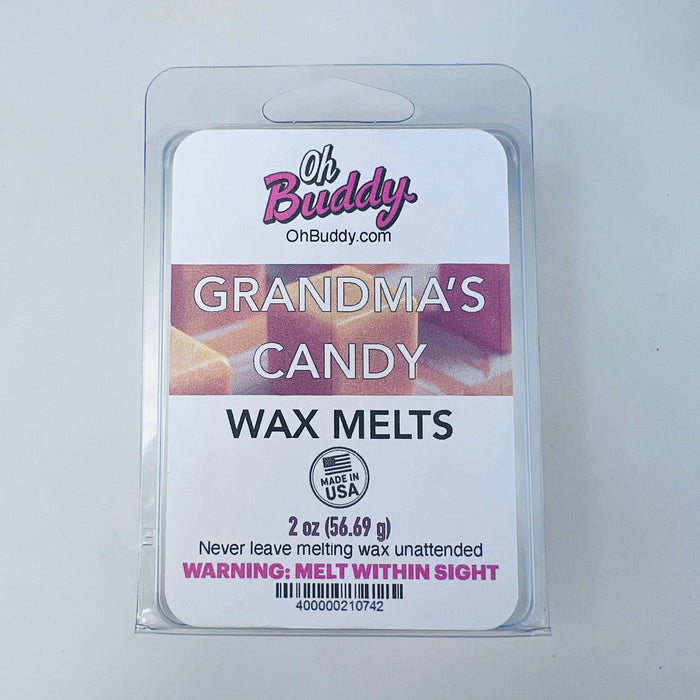 Oh
Buddy
OhBuddy.com
GRANDMA'S
CANDY
WAX MELTS
MADE IN
USA
2 oz (56.69 g)
Never leave melting wax unattended
WARNING: MELT WITHIN SIGHT
400000210742